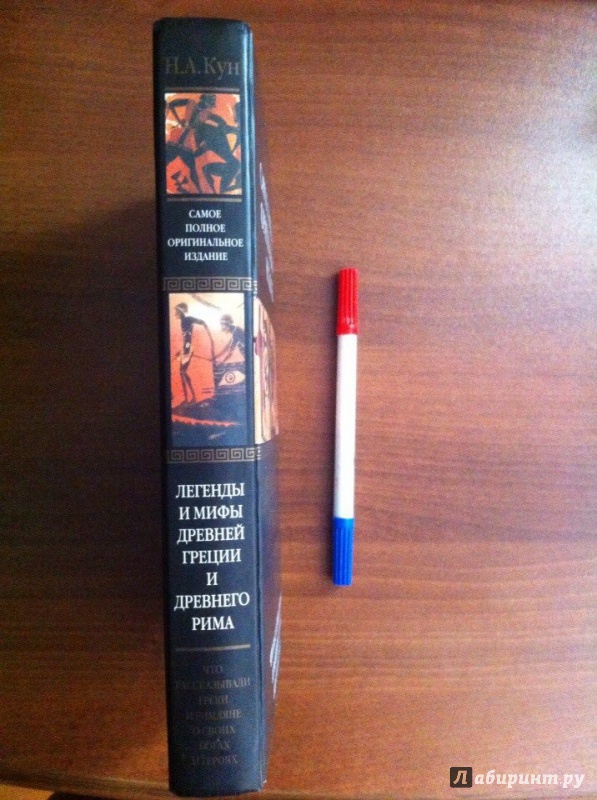 Н.А. Кун
САМОЕ
ПОЛНОЕ
ОРИГИНАЛЬНОЕ
ИЗДАНИЕ
ЛЕГЕНДЫ
И МИФЫ
ДРЕВНЕЙ
ГРЕЦИИ
И
ДРЕВНЕГО
РИМА
ЧТО
РАССКАЗЫВАЛИ
ГРЕКИ
И РИМЛЯНЕ
О СВОИХ
БОГАХ
И ГЕРОЯХ
Лабиринт.ру